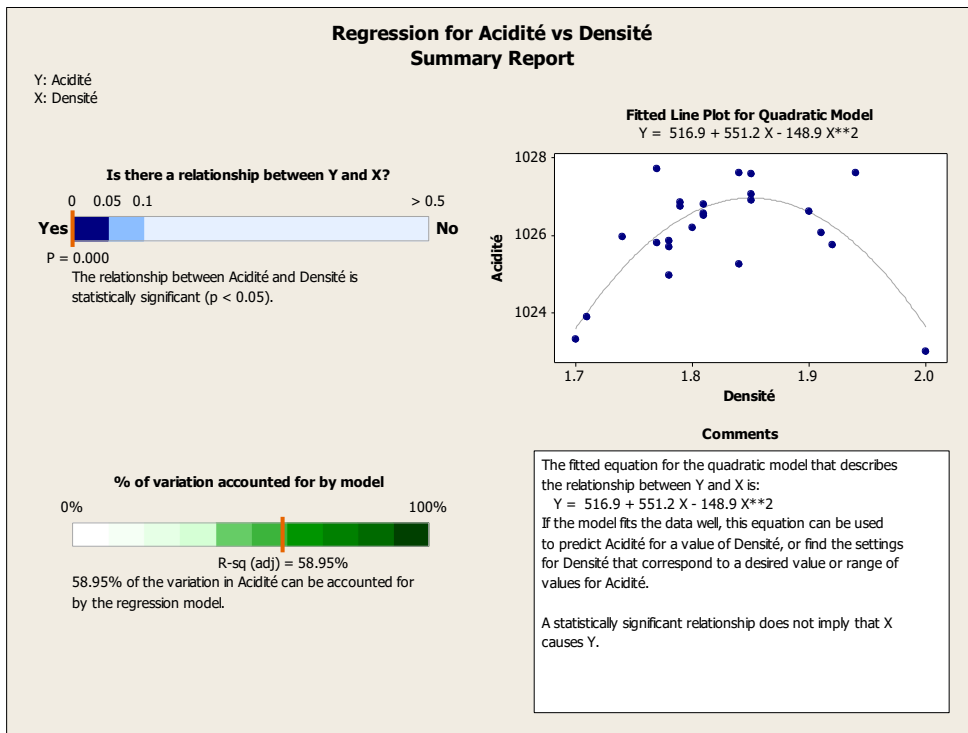 Regression for Acidité vs Densité
Summary Report
Y: Acidité
X: Densité
Is there a relationship between Y and X?
0 0.05 0.1 > 0.5
Yes No
P = 0.000
The relationship between Acidité and Densité is
statistically significant (p < 0.05).
% of variation accounted for by model
0% 100%
R-sq (adj) = 58.95%
58.95% of the variation in Acidité can be accounted for
by the regression model.
Fitted Line Plot for Quadratic Model
Y = 516.9 + 551.2 X - 148.9 X**2
1028
1026
1024
Acidité
1.7 1.8 1.9 2.0
Densité
Comments
The fitted equation for the quadratic model that describes
the relationship between Y and X is:
Y = 516.9 + 551.2 X - 148.9 X**2
If the model fits the data well, this equation can be used
to predict Acidité for a value of Densité, or find the settings
for Densité that correspond to a desired value or range of
values for Acidité.
A statistically significant relationship does not imply that X
causes Y.